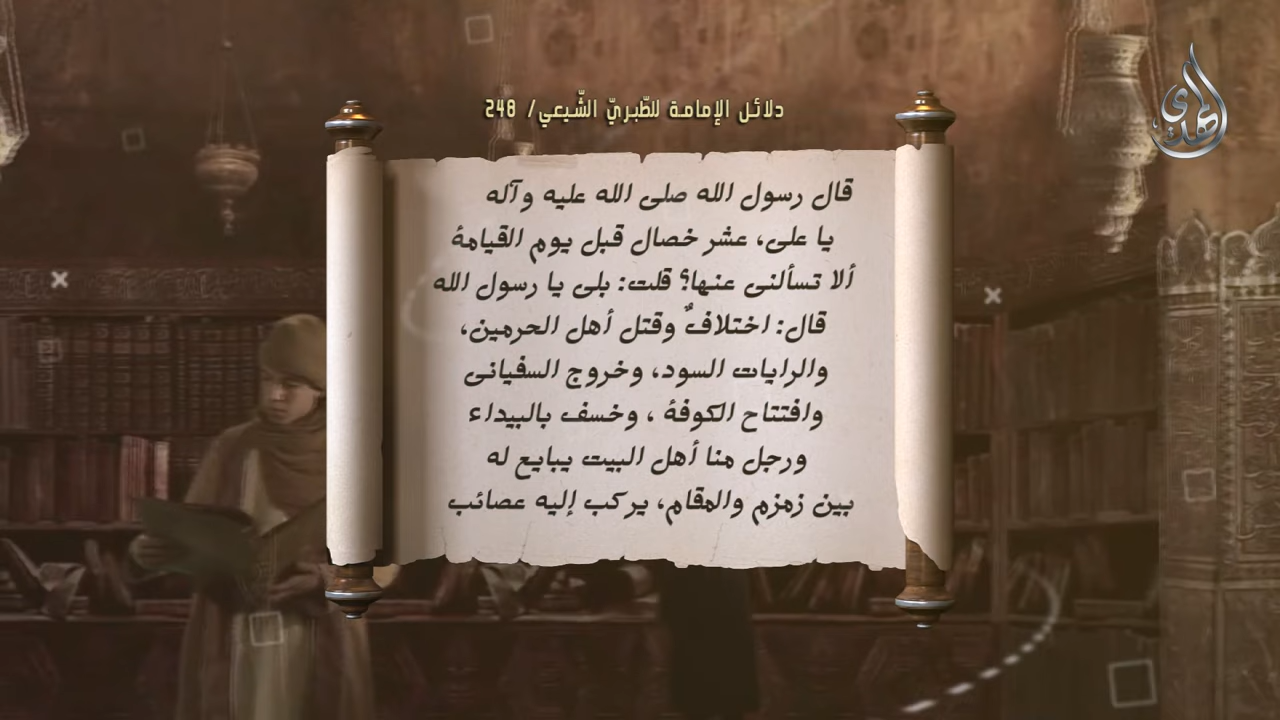 دلائل الإمامة للطّبريّ الشّيعي/ 248
المهدي
قال رسول الله صلى الله عليه وآله
يا على، عشر خصال قبل يوم القيامة
ألا تسألنى عنها؟ قلت: بلى يا رسول الله
قال: اختلافٌ وقتل أهل الحرمين،
والرايات السود، وخروج السفيانى
وافتتاح الكوفة ، وخسف بالبيداء
ورجل منا أهل البيت يبايع له
بين زمزم والمقام، يركب إليه عصائب